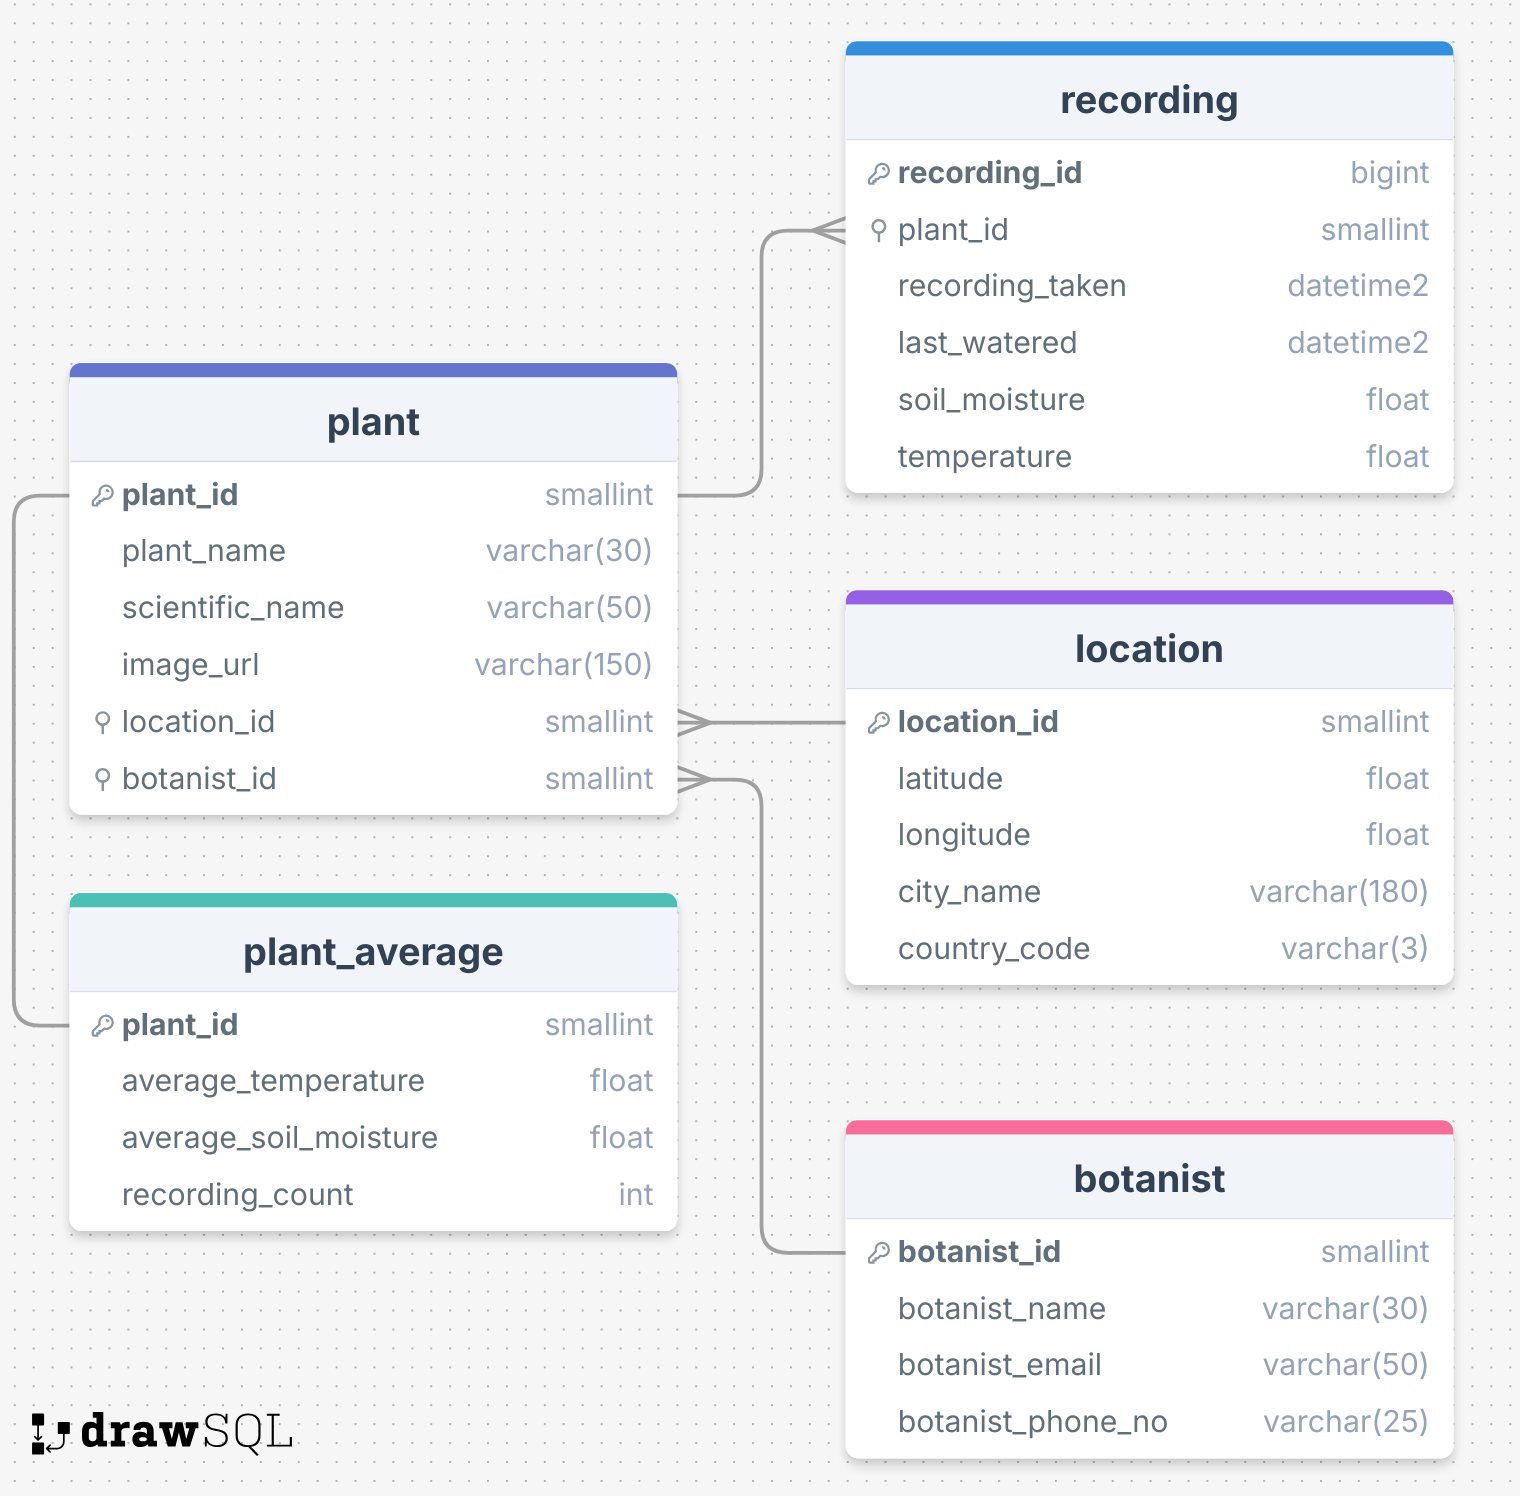 recording
recording_id bigint
plant_id smallint
recording_taken datetime2
last_watered datetime2
soil_moisture float
temperature float
plant
plant_id smallint
plant_name varchar(30)
scientific_name varchar(50)
image_url varchar(150)
location_id smallint
botanist_id smallint
location
location_id smallint
latitude float
longitude float
city_name varchar(180)
country_code varchar(3)
plant_average
plant_id smallint
average_temperature float
average_soil_moisture float
recording_count int
botanist
botanist_id smallint
botanist_name varchar(30)
botanist_email varchar(50)
botanist_phone_no varchar(25)
drawSQL